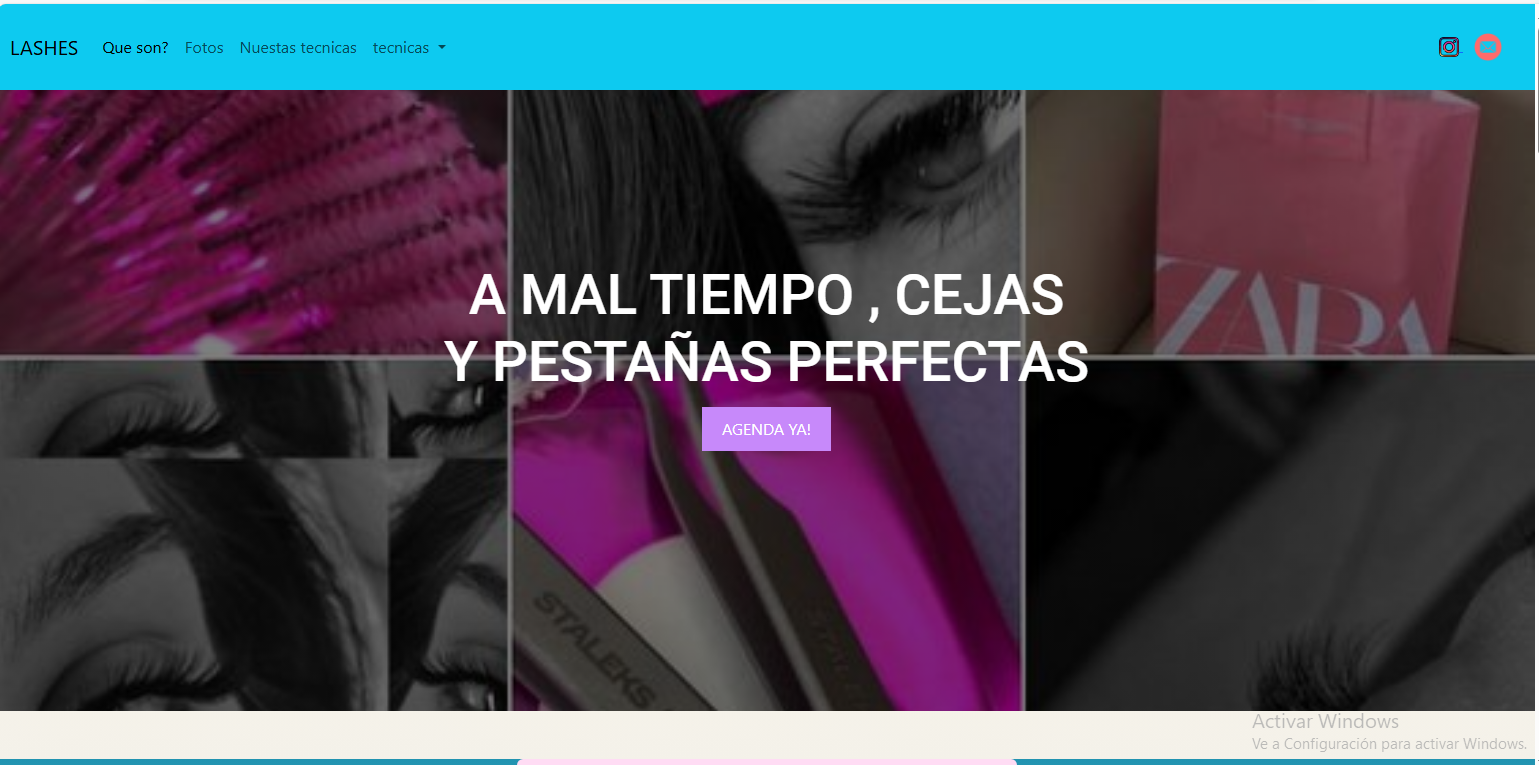 LASHES Que son? Fotos Nuestas tecnicas tecnicas
ZARA
A MAL TIEMPO , CEJAS
Y PESTAÑAS PERFECTAS
AGENDA YA!
STALEKS
Activar Windows
Ve a Configuración para activar Windows.